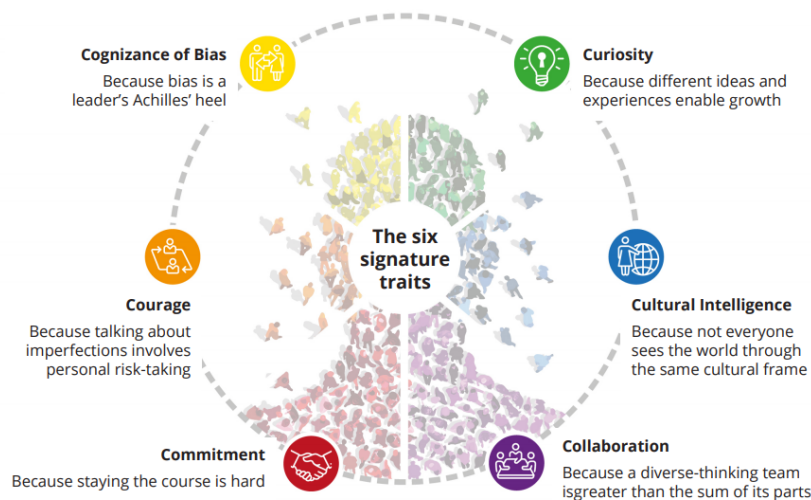 Cognizance of Bias
Because bias is a
leader's Achilles' heel
Curiosity
Because different ideas and
experiences enable growth
The six
signature
traits
Courage
Because talking about
imperfections involves
personal risk-taking
Cultural Intelligence
Because not everyone
sees the world through
the same cultural frame
Commitment
Because staying the course is hard
Collaboration
Because a diverse-thinking team
isgreater than the sum of its parts